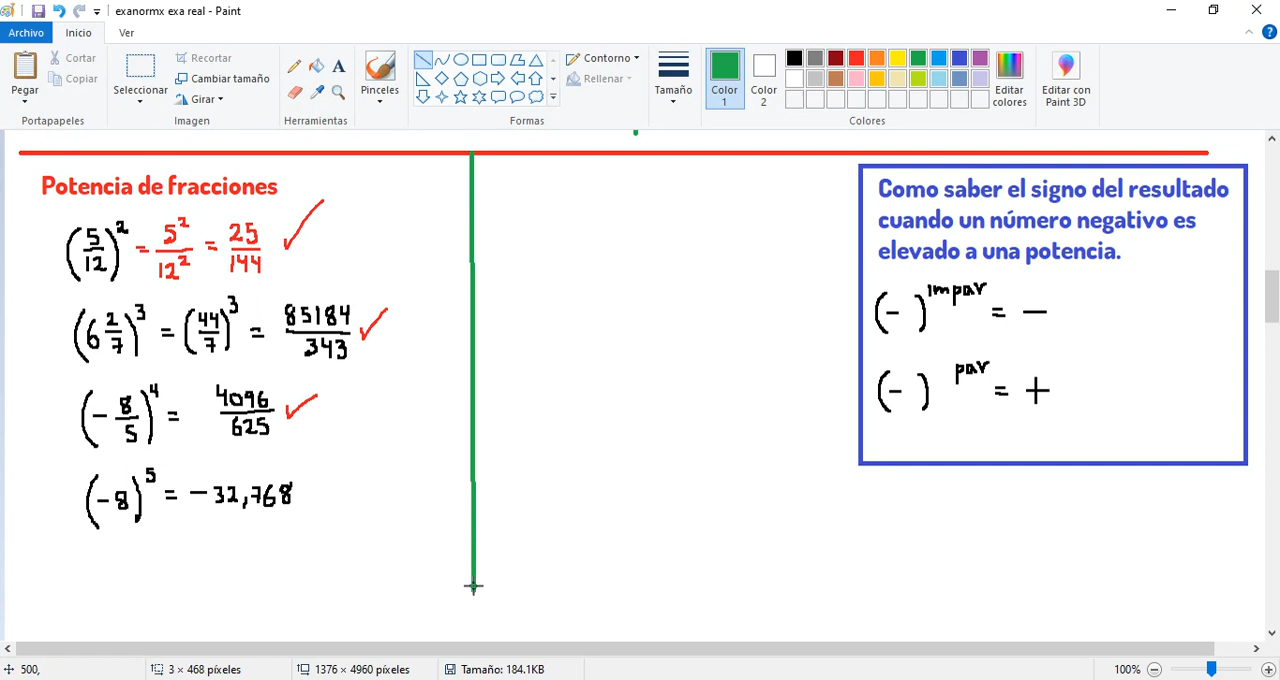 exanormx exa real - Paint
Archivo Inicio Ver
Pegar
Cortar
Copiar
Portapapeles
Seleccionar
Recortar
Cambiar tamaño
Girar
Imagen
Herramientas
Pinceles
Contorno
Rellenar
Formas
Tamaño
Color 1
Color 2
Editar colores
Editar con Paint 3D
Colores
Potencia de fracciones
(5/12)^2 = 5^2/12^2 = 25/144
(6 2/7)^3 = (44/7)^3 = 85184/343
(-8/5)^4 = 4096/625
(-8)^5 = -32,768
Como saber el signo del resultado
cuando un número negativo es
elevado a una potencia.
(- )^impar = -
(- )^par = +
500,
3 × 468 píxeles
1376 × 4960 píxeles
Tamaño: 184.1KB
100%